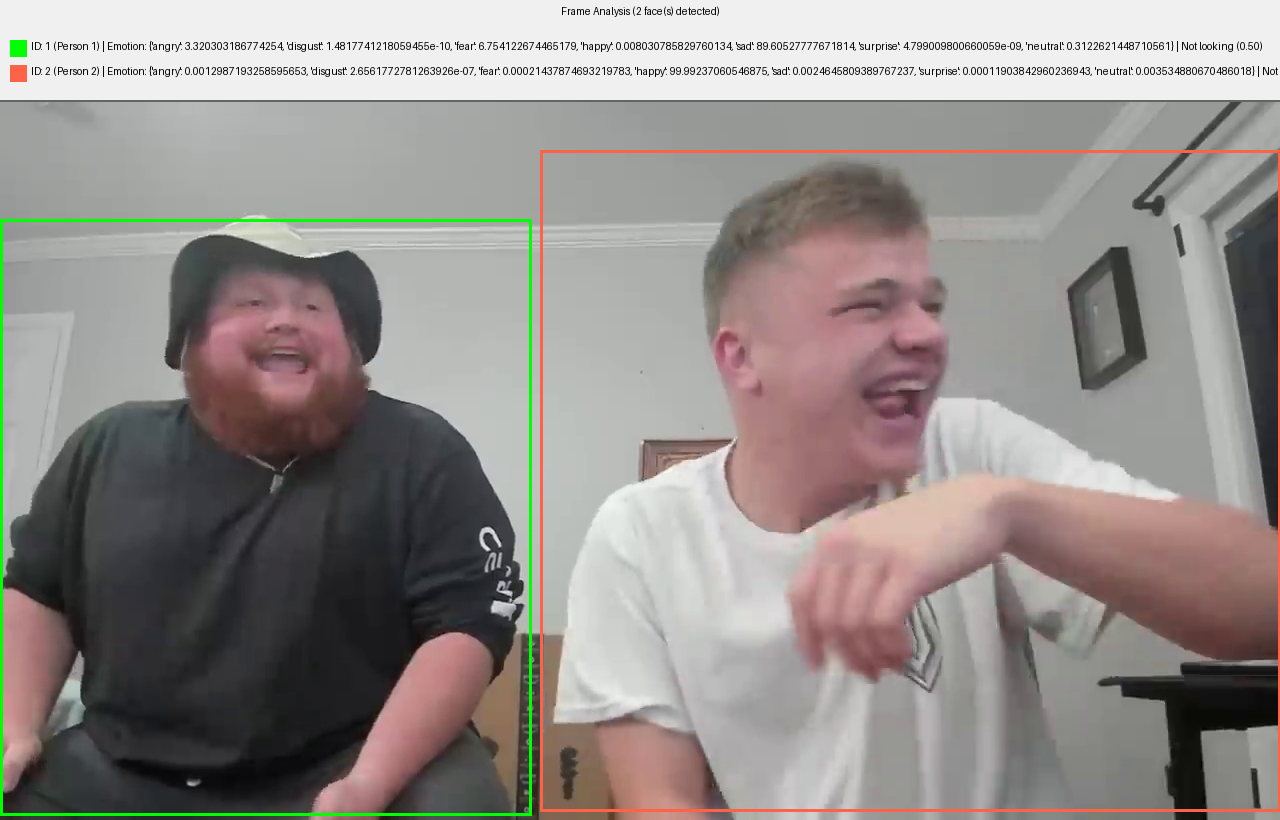 Frame Analysis (2 face(s) detected)
ID: 1 (Person 1) | Emotion: {'angry': 3.320303186774254, 'disgust': 1.4817741218059455e-10, 'fear': 6.754122674465179, 'happy': 0.008030785829760134, 'sad': 89.60527777671814, 'surprise': 4.799009800660059e-09, 'neutral': 0.3122621448710561} | Not looking (0.50)
ID: 2 (Person 2) | Emotion: {'angry': 0.0012987193258595653, 'disgust': 2.6561772781263926e-07, 'fear': 0.00021437874693219783, 'happy': 99.99237060546875, 'sad': 0.0024645809389767237, 'surprise': 0.00011903842960236943, 'neutral': 0.003534880670486018} | Not